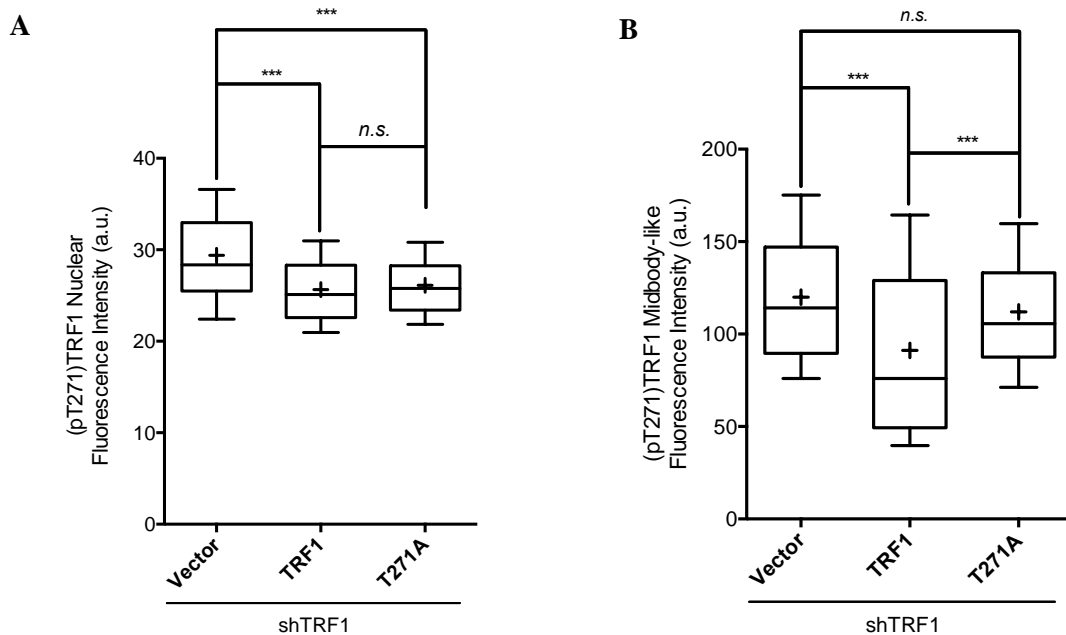 A
***
***
n.s.
40
30
20
10
0
(pT271)TRF1 Nuclear
Fluorescence Intensity (a.u.)
Vector
TRF1
T271A
shTRF1
B
n.s.
***
***
200
150
100
50
0
(pT271)TRF1 Midbody-like
Fluorescence Intensity (a.u.)
Vector
TRF1
T271A
shTRF1